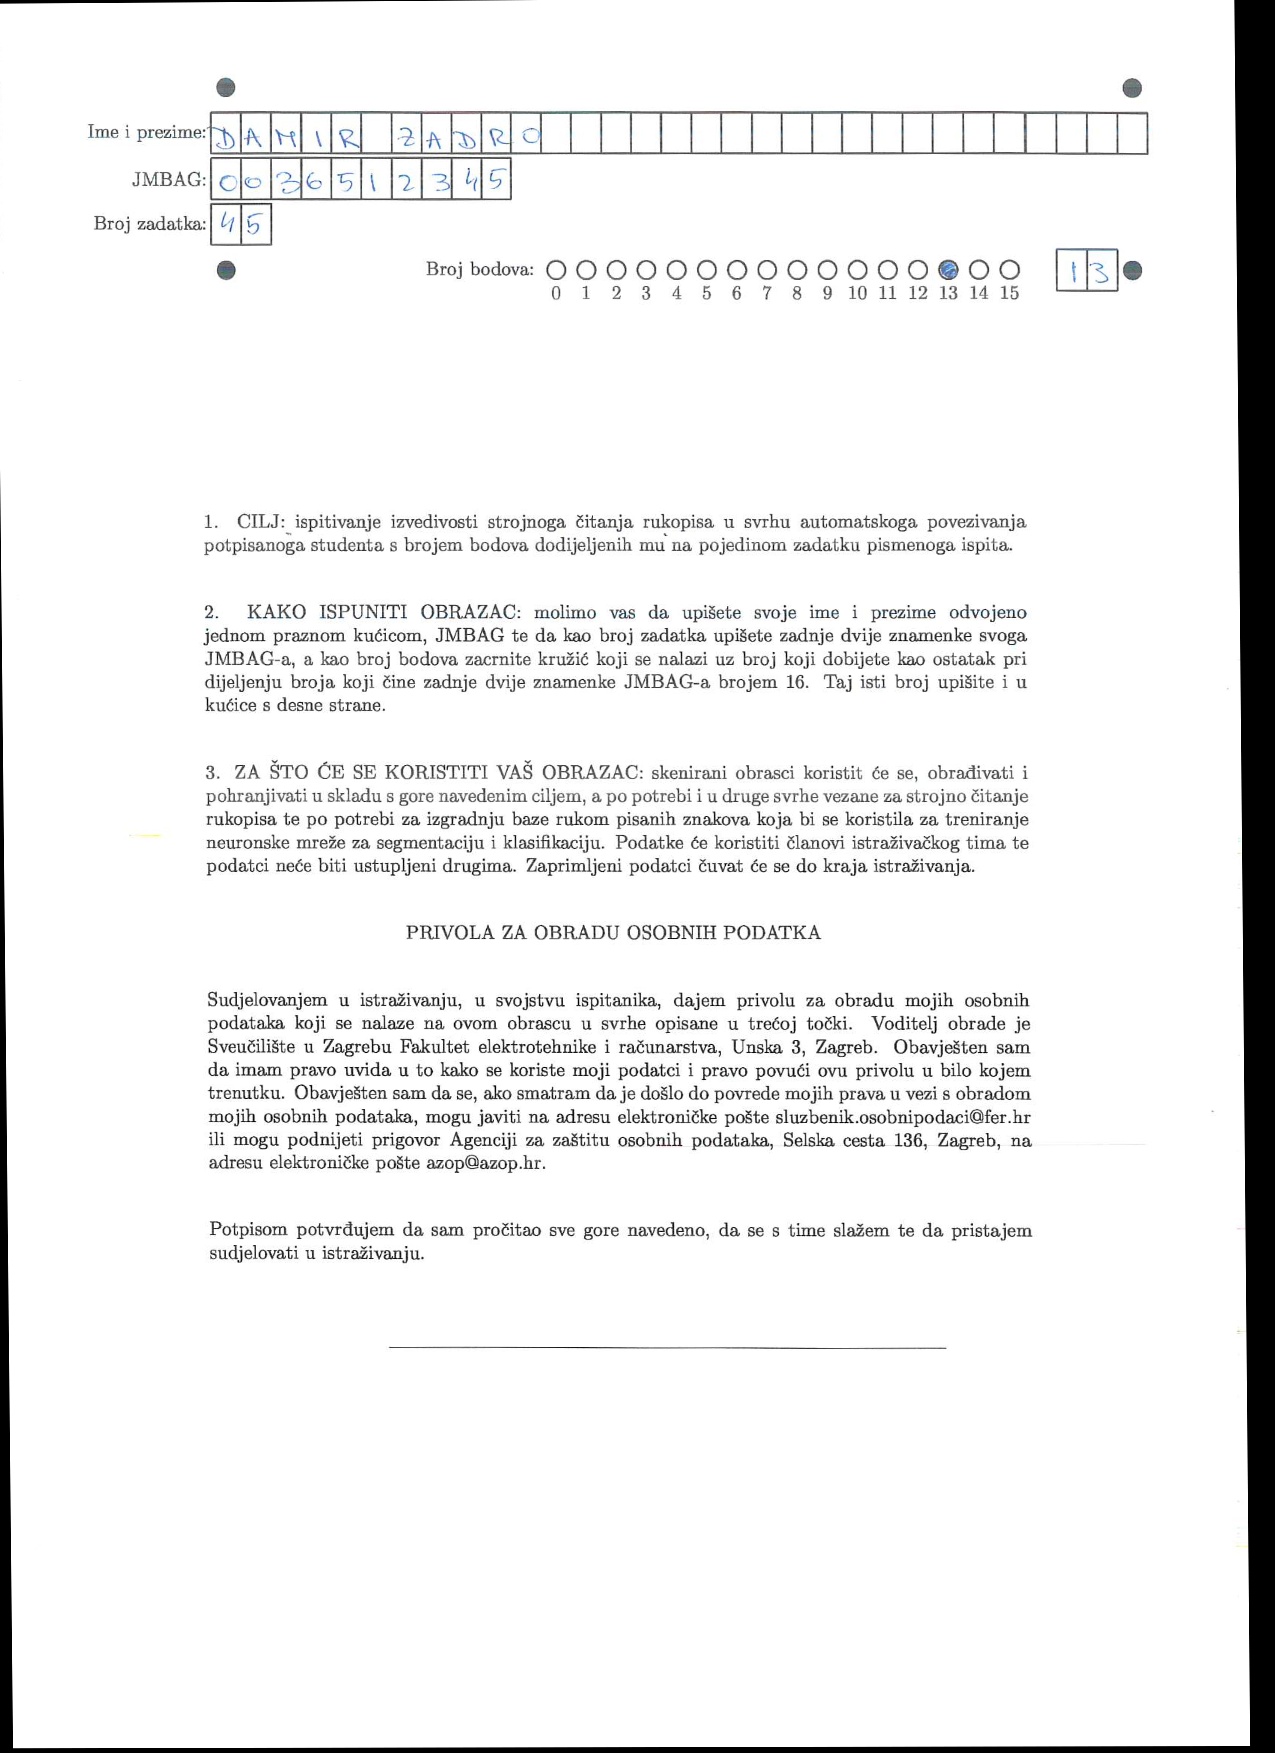 Ime i prezime: DAMIR ZADRO
JMBAG: 0036512345
Broj zadatka: 45
Broj bodova: 13
0 1 2 3 4 5 6 7 8 9 10 11 12 13 14 15
1. CILJ: ispitivanje izvedivosti strojnoga čitanja rukopisa u svrhu automatskoga povezivanja
potpisanoga studenta s brojem bodova dodijeljenih mu na pojedinom zadatku pismenoga ispita.
2. KAKO ISPUNITI OBRAZAC: molimo vas da upišete svoje ime i prezime odvojeno
jednom praznom kućicom, JMBAG te da kao broj zadatka upišete zadnje dvije znamenke svoga
JMBAG-a, a kao broj bodova zacrnite kružić koji se nalazi uz broj koji dobijete kao ostatak pri
dijeljenju broja koji čine zadnje dvije znamenke JMBAG-a brojem 16. Taj isti broj upišite i u
kućice s desne strane.
3. ZA ŠTO ĆE SE KORISTITI VAŠ OBRAZAC: skenirani obrasci koristit će se, obrađivati i
pohranjivati u skladu s gore navedenim ciljem, a po potrebi i u druge svrhe vezane za strojno čitanje
rukopisa te po potrebi za izgradnju baze rukom pisanih znakova koja bi se koristila za treniranje
neuronske mreže za segmentaciju i klasifikaciju. Podatke će koristiti članovi istraživačkog tima te
podatci neće biti ustupljeni drugima. Zaprimljeni podatci čuvat će se do kraja istraživanja.
PRIVOLA ZA OBRADU OSOBNIH PODATKA
Sudjelovanjem u istraživanju, u svojstvu ispitanika, dajem privolu za obradu mojih osobnih
podataka koji se nalaze na ovom obrascu u svrhe opisane u trećoj točki. Voditelj obrade je
Sveučilište u Zagrebu Fakultet elektrotehnike i računarstva, Unska 3, Zagreb. Obavješten sam
da imam pravo uvida u to kako se koriste moji podatci i pravo povući ovu privolu u bilo kojem
trenutku. Obavješten sam da se, ako smatram da je došlo do povrede mojih prava u vezi s obradom
mojih osobnih podataka, mogu javiti na adresu elektroničke pošte sluzbenik.osobnipodaci@fer.hr
ili mogu podnijeti prigovor Agenciji za zaštitu osobnih podataka, Selska cesta 136, Zagreb, na
adresu elektroničke pošte azop@azop.hr.
Potpisom potvrđujem da sam pročitao sve gore navedeno, da se s time slažem te da pristajem
sudjelovati u istraživanju.